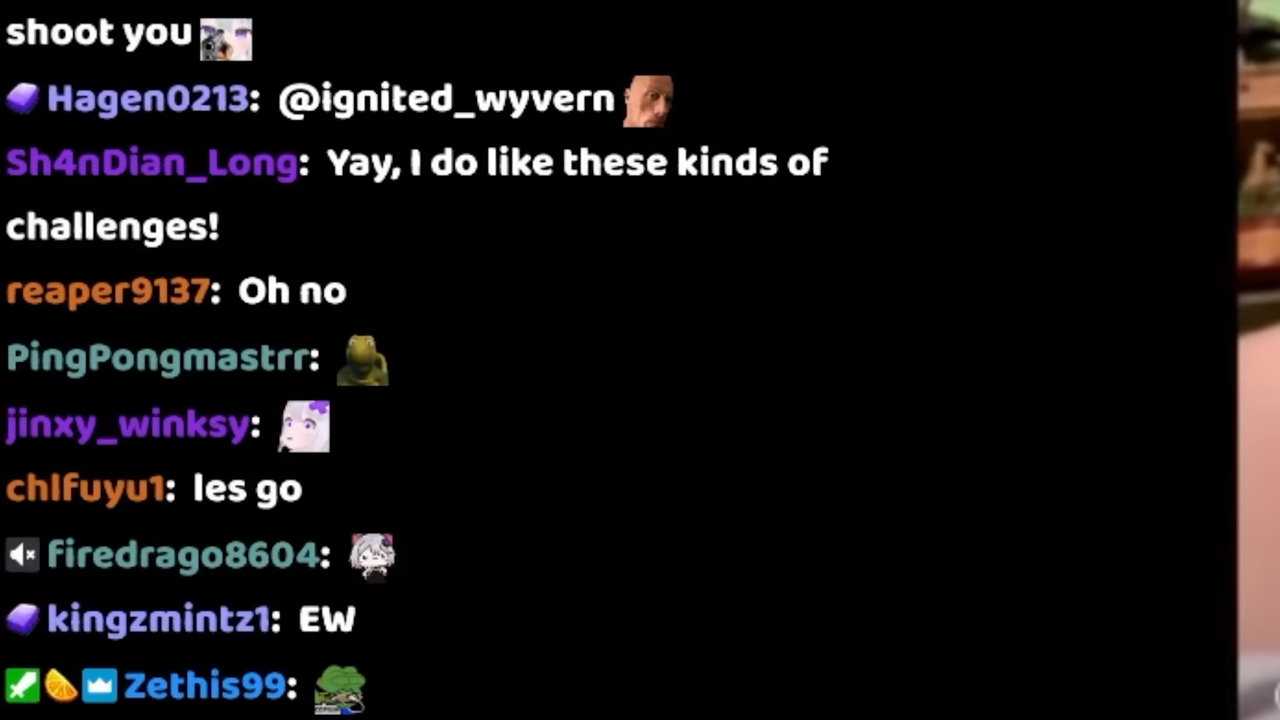 shoot you
Hagen0213: @ignited_wyvern
Sh4nDian_Long: Yay, I do like these kinds of
challenges!
reaper9137: Oh no
PingPongmastrr:
jinxy_winksy:
chlfuyu1: les go
firedrago8604:
kingzmintz1: EW
Zethis99: